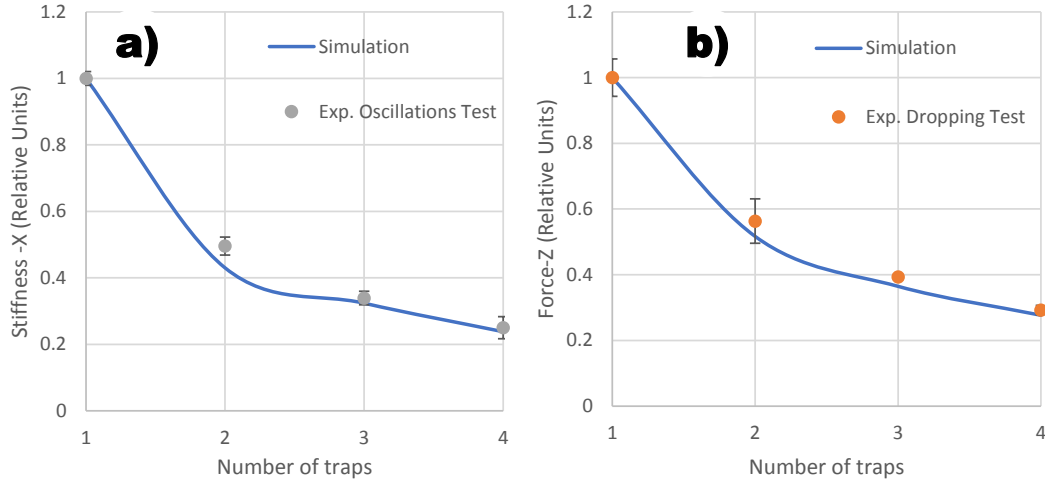 a)
Simulation
Exp. Oscillations Test
Stiffness -X (Relative Units)
1.2
1
0.8
0.6
0.4
0.2
0
1
2
3
4
Number of traps
b)
Simulation
Exp. Dropping Test
Force-Z (Relative Units)
1.2
1
0.8
0.6
0.4
0.2
0
1
2
3
4
Number of traps